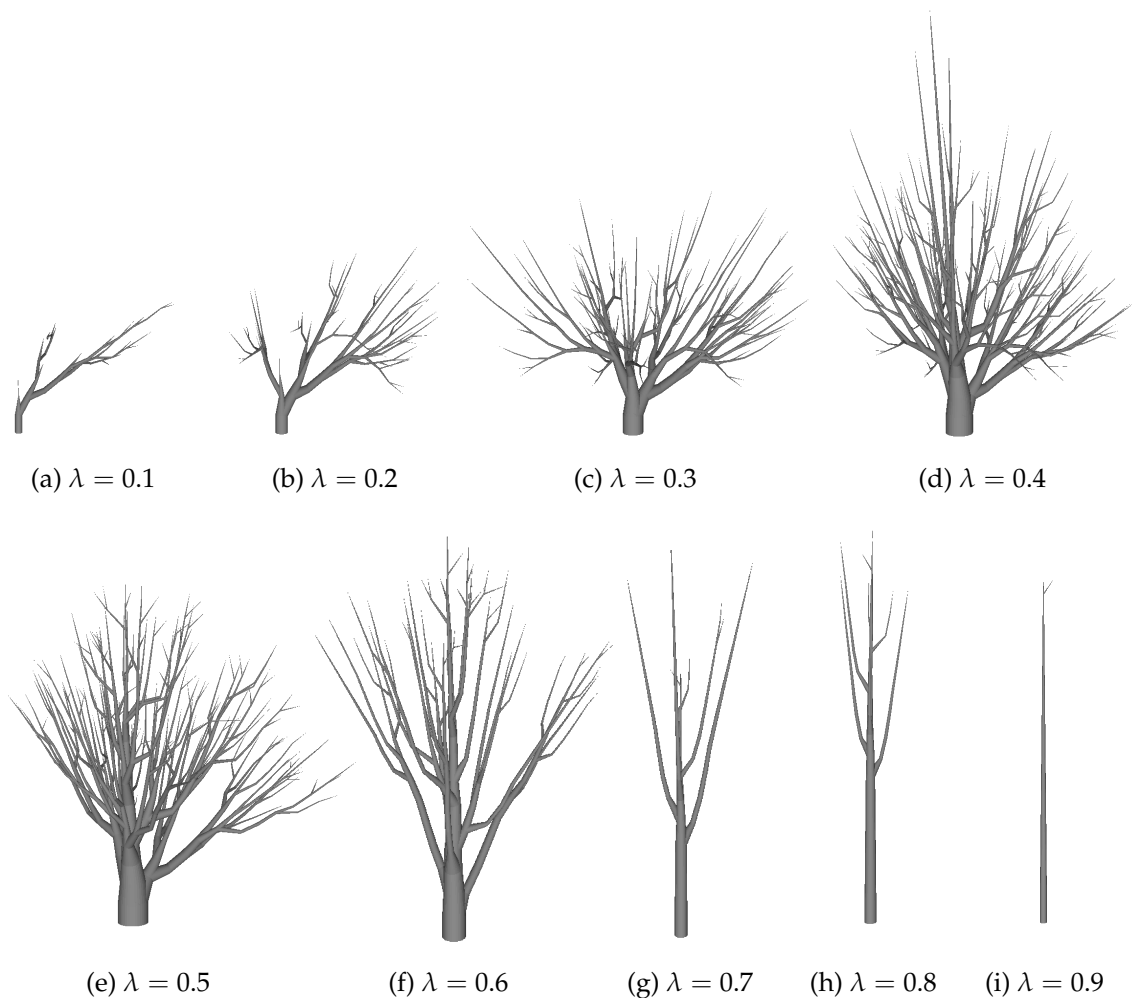 (a) λ = 0.1
(b) λ = 0.2
(c) λ = 0.3
(d) λ = 0.4
(e) λ = 0.5
(f) λ = 0.6
(g) λ = 0.7
(h) λ = 0.8
(i) λ = 0.9